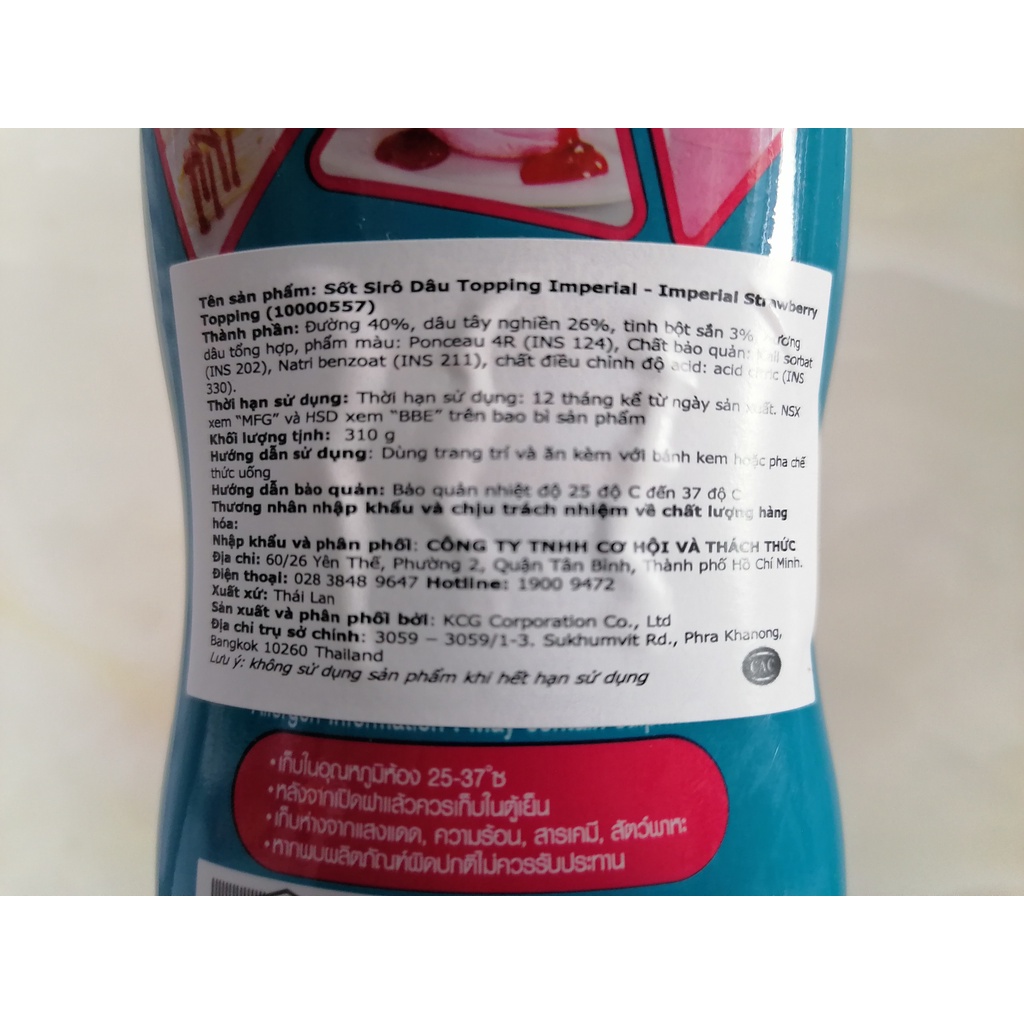 Tên sản phẩm: Sốt Sirô Dâu Topping Imperial - Imperial Strawberry
Topping (10000557)
Thành phần: Đường 40%, dâu tây nghiền 26%, tinh bột sắn 3%,
dâu tổng hợp, phẩm màu: Ponceau 4R (INS 124), Chất bảo quản: sorbat
(INS 202), Natri benzoat (INS 211), chất điều chỉnh độ acid: acid (INS
330).
Thời hạn sử dụng: Thời hạn sử dụng: 12 tháng kể từ ngày sản xuất. NSX
xem "MFG" và HSD xem "BBE" trên bao bì sản phẩm
Khối lượng tịnh: 310 g
Hướng dẫn sử dụng: Dùng trang trí và ăn kèm với bánh kem hoặc pha chế
thức uống
Hướng dẫn bảo quản: Bảo quản nhiệt độ 25 độ C đến 37 độ C
Thương nhân nhập khẩu và chịu trách nhiệm về chất lượng hàng
hóa:
Nhập khẩu và phân phối: CÔNG TY TNHH CƠ HỘI VÀ THÁCH THỨC
Địa chỉ: 60/26 Yên Thế, Phường 2, Quận Tân Bình, Thành phố Hồ Chí Minh.
Điện thoại: 028 3848 9647 Hotline: 1900 9472
Xuất xứ: Thái Lan
Sản xuất và phân phối bởi: KCG Corporation Co., Ltd
Địa chỉ trụ sở chính: 3059 – 3059/1-3. Sukhumvit Rd., Phra Khanong,
Bangkok 10260 Thailand
Lưu ý: không sử dụng sản phẩm khi hết hạn sử dụng
CAC
Allergen Information : May contain
•เก็บในอุณหภูมิห้อง 25-37°ซ
•หลังจากเปิดฝาแล้วควรเก็บในตู้เย็น
•เก็บห่างจากแสงแดด, ความร้อน, สารเคมี, สัตว์พาหะ
•หากพบผลิตภัณฑ์ผิดปกติไม่ควรรับประทาน